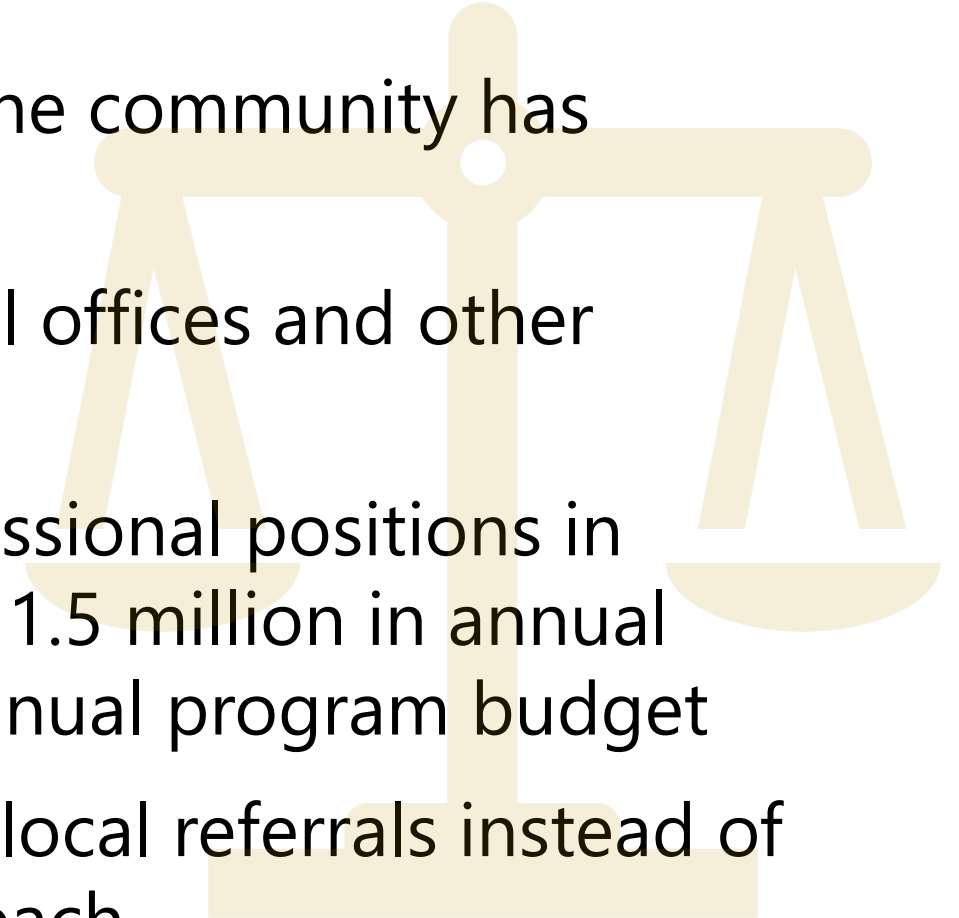 he community has
l offices and other
ssional positions in
1.5 million in annual
nual program budget
local referrals instead of
each